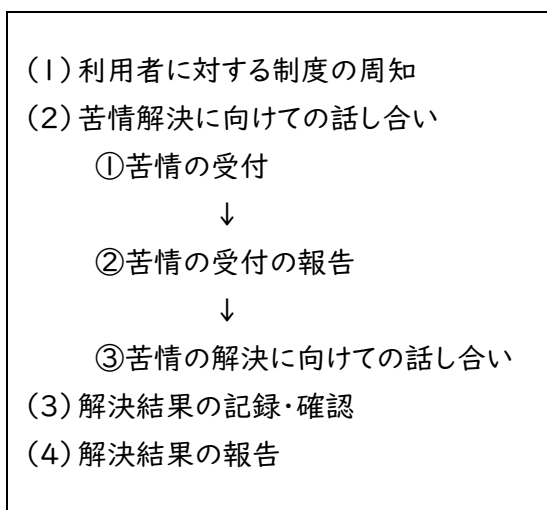 (1)利用者に対する制度の周知
(2)苦情解決に向けての話し合い
①苦情の受付
↓
②苦情の受付の報告
↓
③苦情の解決に向けての話し合い
(3)解決結果の記録・確認
(4)解決結果の報告